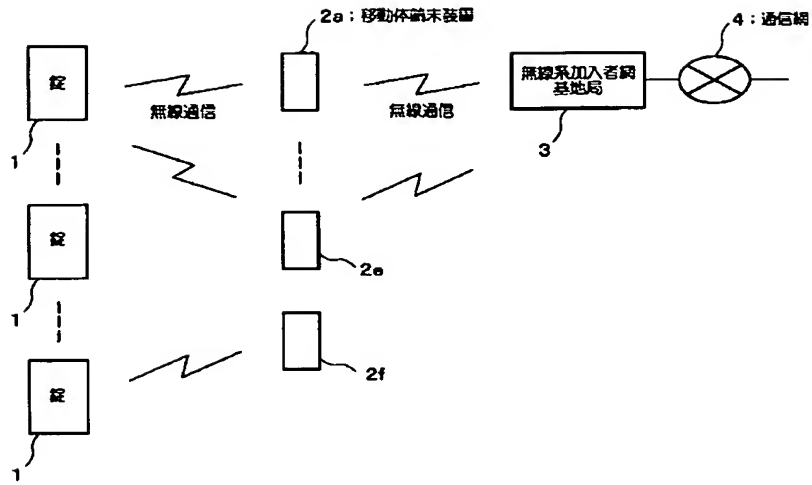 2a：移動体端末装置
4：通信網
錠
無線通信
無線通信
無線系加入者網
基地局
1
3
錠
2e
1
錠
2f
1